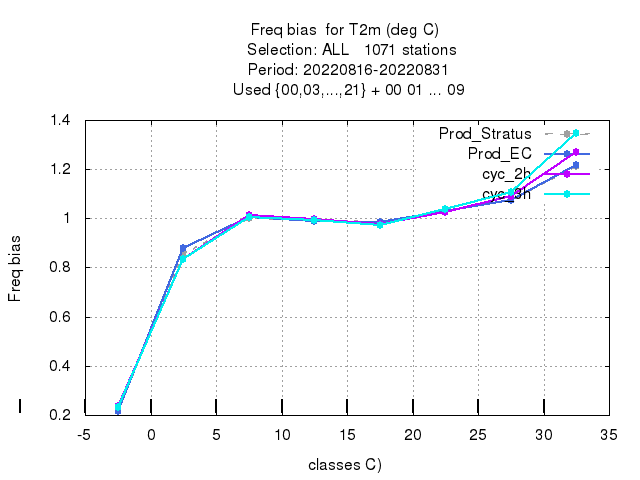 Freq bias for T2m (deg C)
Selection: ALL 1071 stations
Period: 20220816-20220831
Used {00,03,...,21} + 00 01 ... 09
1.4
1.2
1
0.8
0.6
0.4
0.2
Freq bias
-5
0
5
10
15
20
25
30
35
classes C)
Prod_Stratus
Prod_EC
cyc_2h
cyc_3h